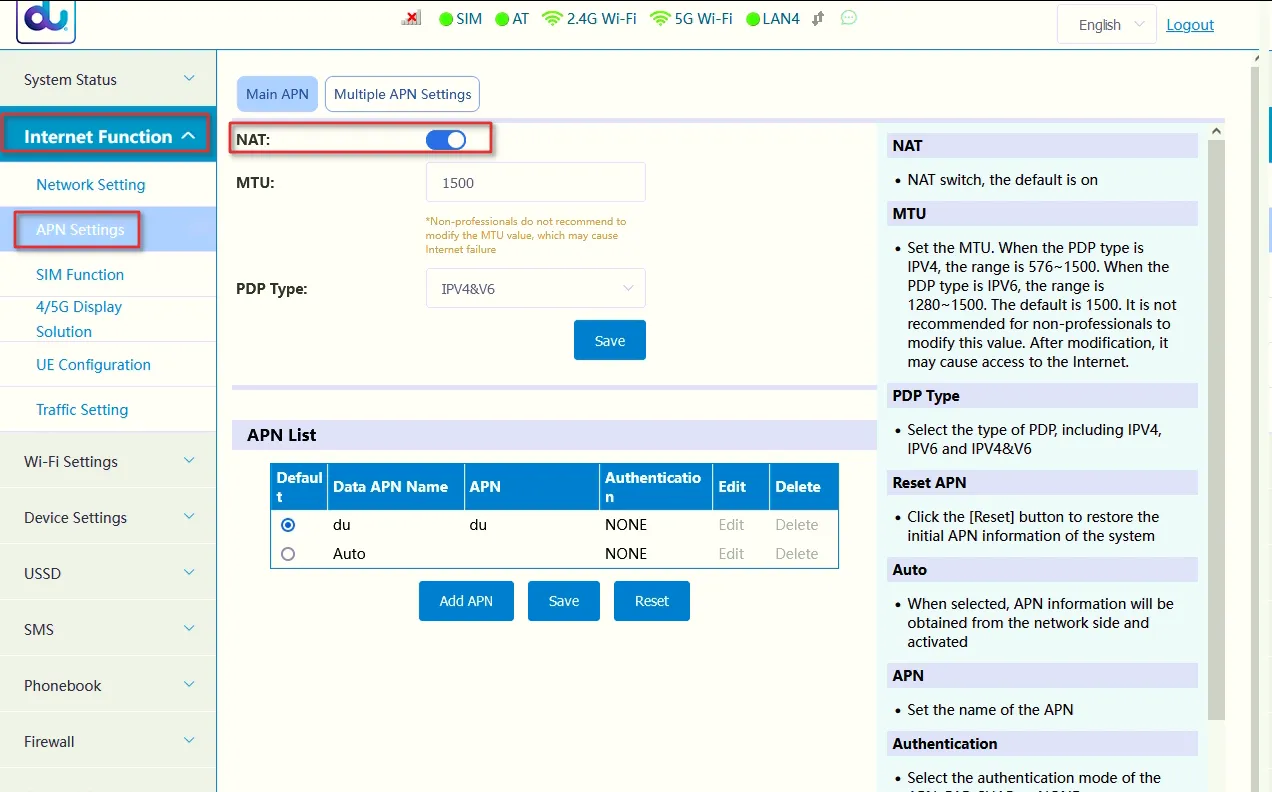 du
SIM AT 2.4G Wi-Fi 5G Wi-Fi LAN4
English Logout
System Status
Internet Function
Network Setting
APN Settings
SIM Function
4/5G Display
Solution
UE Configuration
Traffic Setting
Wi-Fi Settings
Device Settings
USSD
SMS
Phonebook
Firewall
Main APN Multiple APN Settings
NAT:
MTU: 1500
*Non-professionals do not recommend to
modify the MTU value, which may cause
Internet failure
PDP Type: IPV4&V6
Save
APN List
Defaul
t Data APN Name APN Authenticatio
n Edit Delete
du du NONE Edit Delete
Auto NONE Edit Delete
Add APN Save Reset
NAT
• NAT switch, the default is on
MTU
• Set the MTU. When the PDP type is
IPV4, the range is 576~1500. When the
PDP type is IPV6, the range is
1280~1500. The default is 1500. It is not
recommended for non-professionals to
modify this value. After modification, it
may cause access to the Internet.
PDP Type
• Select the type of PDP, including IPV4,
IPV6 and IPV4&V6
Reset APN
• Click the [Reset] button to restore the
initial APN information of the system
Auto
• When selected, APN information will be
obtained from the network side and
activated
APN
• Set the name of the APN
Authentication
• Select the authentication mode of the